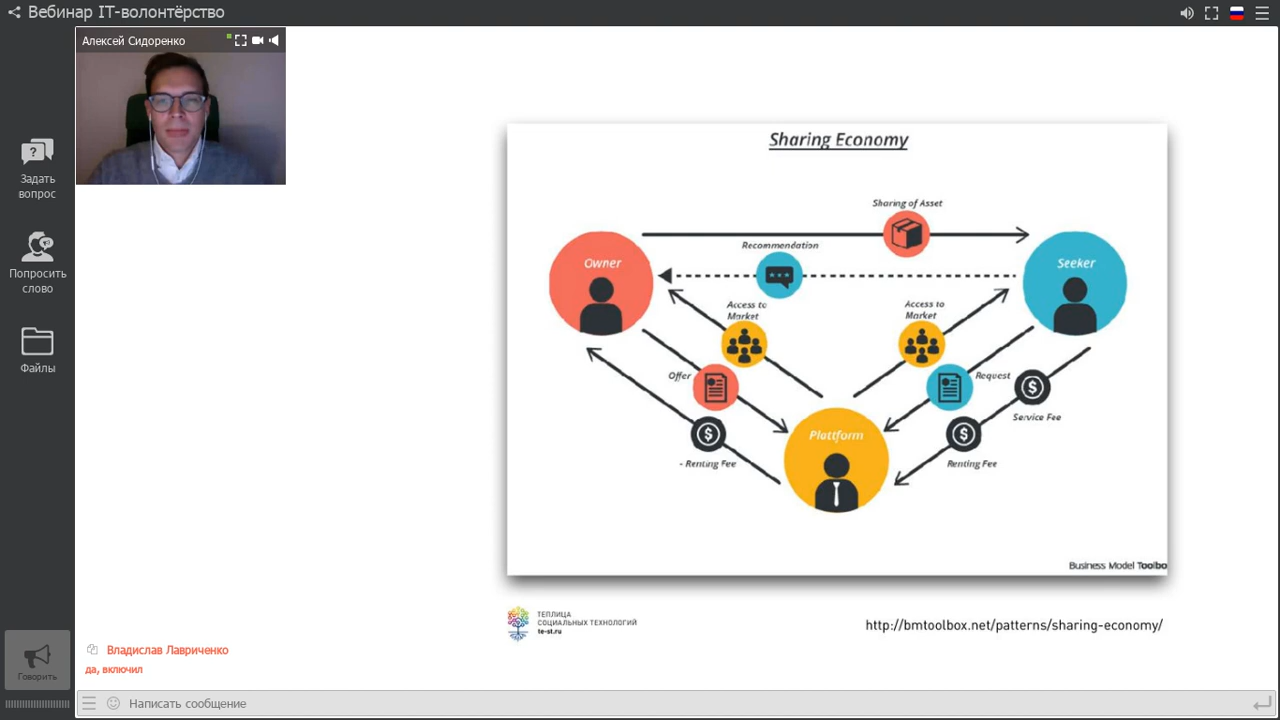 Вебинар IT-волонтёрство
Алексей Сидоренко
Задать
вопрос
Попросить
слово
Файлы
Говорить
Sharing Economy
Sharing of Asset
Recommendation
Owner
Seeker
Access to
Market
Access to
Market
Offer
Request
Service Fee
Plattform
- Renting Fee
Renting Fee
Business Model Toolbo
ТЕПЛИЦА
СОЦИАЛЬНЫХ ТЕХНОЛОГИЙ
te-st.ru
http://bmtoolbox.net/patterns/sharing-economy/
Владислав Лавриченко
да, включил
Написать сообщение